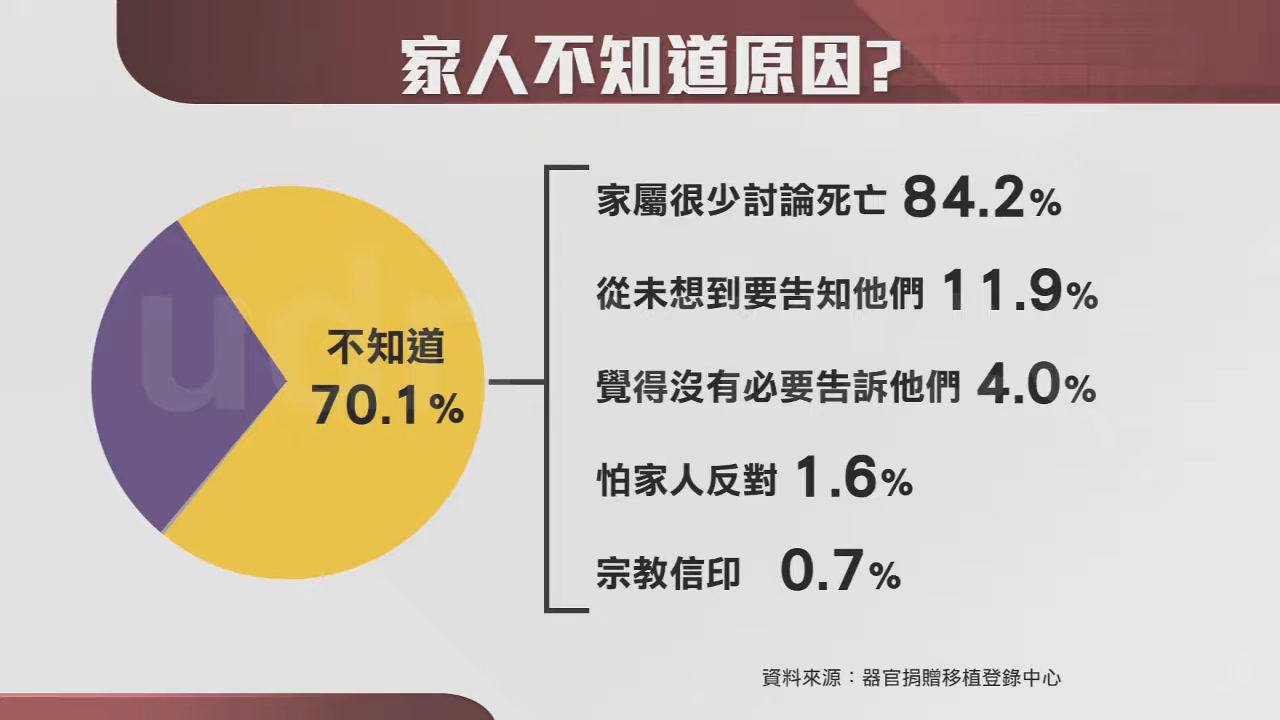 家人不知道原因?
不知道
70.1%
家屬很少討論死亡 84.2%
從未想到要告知他們 11.9%
覺得沒有必要告訴他們 4.0%
怕家人反對 1.6%
宗教信印 0.7%
資料來源：器官捐贈移植登錄中心
udn